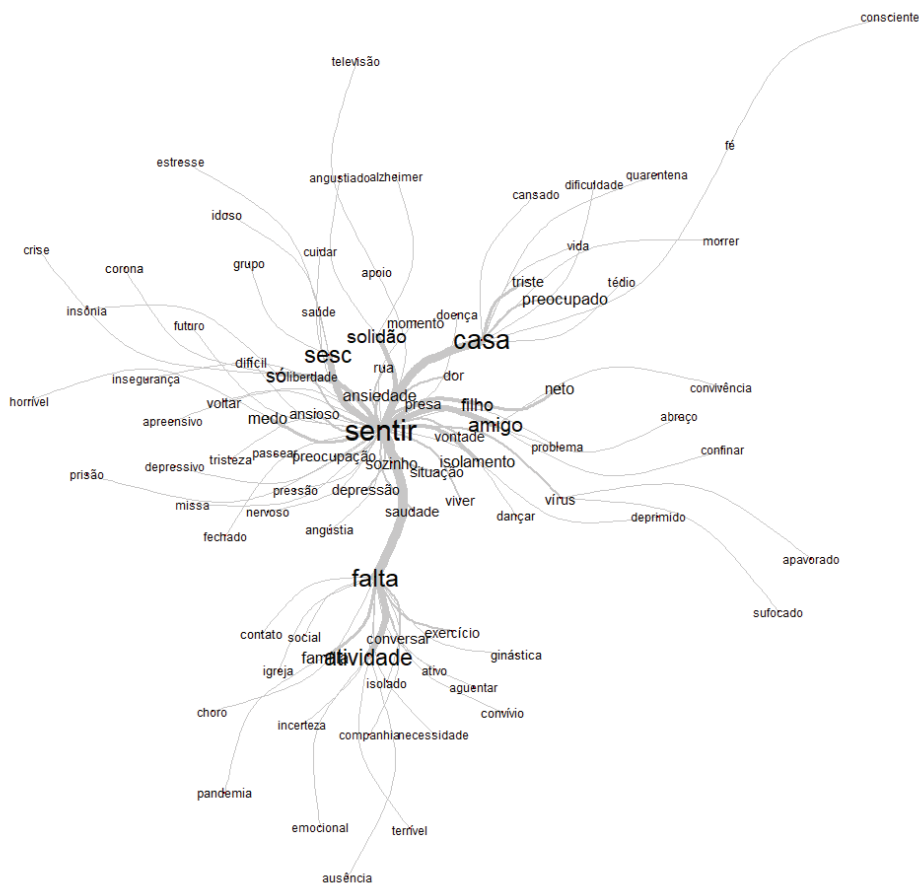 consciente
televisão
fé
estresse
angustiado
alzheimer
quarentena
dificuldade
cansado
idoso
morrer
vida
crise
cuidar
grupo
corona
apoio
triste
tédio
preocupado
insônia
saúde
doença
momento
futuro
solidão
casa
sesc
difícil
rua
dor
só
liberdade
insegurança
neto
convivência
ansiedade
horrível
voltar
presa
filho
medo
ansioso
abraço
apreensivo
amigo
sentir
vontade
problema
confinar
passear
preocupação
tristeza
sozinho
isolamento
depressivo
situação
prisão
pressão
depressão
vírus
viver
missa
nervoso
saudade
dançar
deprimido
angústia
fechado
apavorado
falta
sufocado
contato
social
conversar
exercício
família
atividade
ginástica
igreja
ativo
isolado
aguentar
choro
convívio
incerteza
companhia
necessidade
pandemia
emocional
terrível
ausência